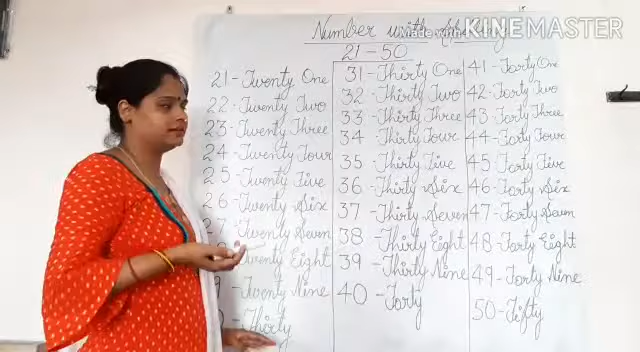 Number with spelling
Made with KINEMASTER
21-50
21-Twenty One
22-Twenty Two
23-Twenty Three
24-Twenty Four
25-Twenty Five
26-Twenty Six
27-Twenty Seven
Twenty Eight
9-Twenty Nine
0-Thirty
31-Thirty One
32-Thirty Two
33-Thirty Three
34-Thirty Four
35-Thirty Five
36-Thirty Six
37-Thirty Seven
38-Thirty Eight
39-Thirty Nine
40-Forty
41-Forty One
42-Forty Two
43-Forty Three
44-Forty Four
45-Forty Five
46-Forty Six
47-Forty Seven
48-Forty Eight
49-Forty Nine
50-Fifty